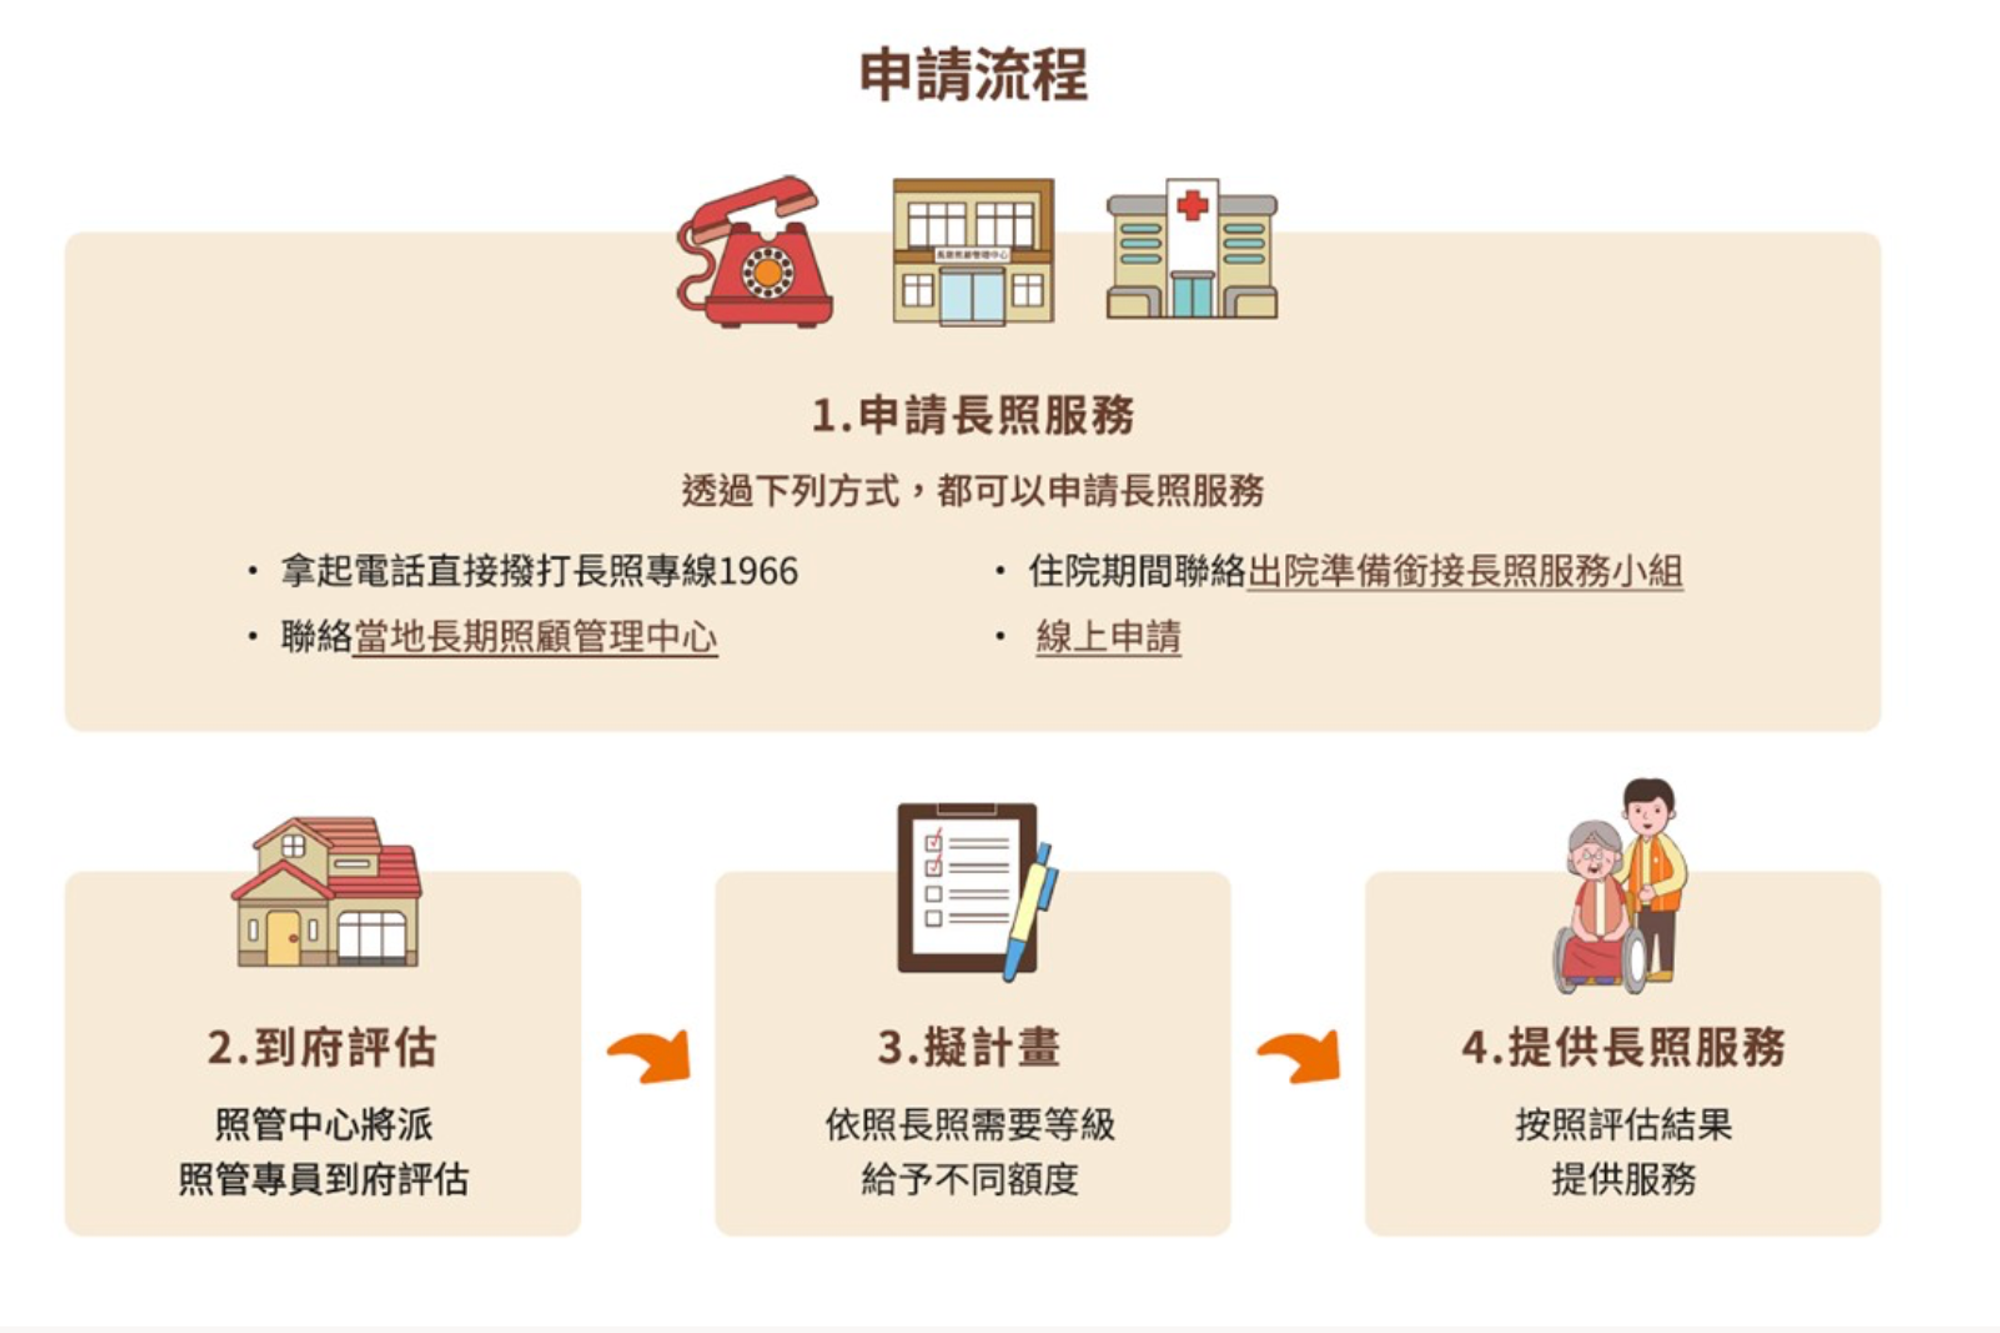 申請流程
長期照顧管理中心
1.申請長照服務
透過下列方式，都可以申請長照服務
・ 拿起電話直接撥打長照專線1966
・ 聯絡當地長期照顧管理中心
・ 住院期間聯絡出院準備銜接長照服務小組
・ 線上申請
2.到府評估
照管中心將派
照管專員到府評估
3.擬計畫
依照長照需要等級
給予不同額度
4.提供長照服務
按照評估結果
提供服務